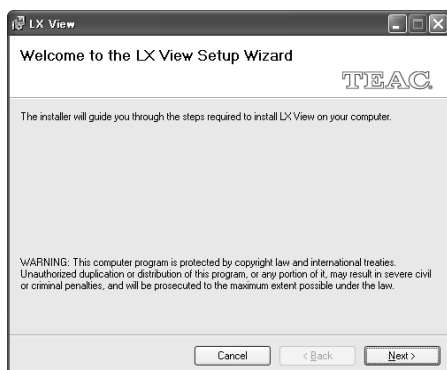 LX View
Welcome to the LX View Setup Wizard
TEAC
The installer will guide you through the steps required to install LX View on your computer.
WARNING: This computer program is protected by copyright law and international treaties.
Unauthorized duplication or distribution of this program, or any portion of it, may result in severe civil
or criminal penalties, and will be prosecuted to the maximum extent possible under the law.
Cancel
< Back
Next >